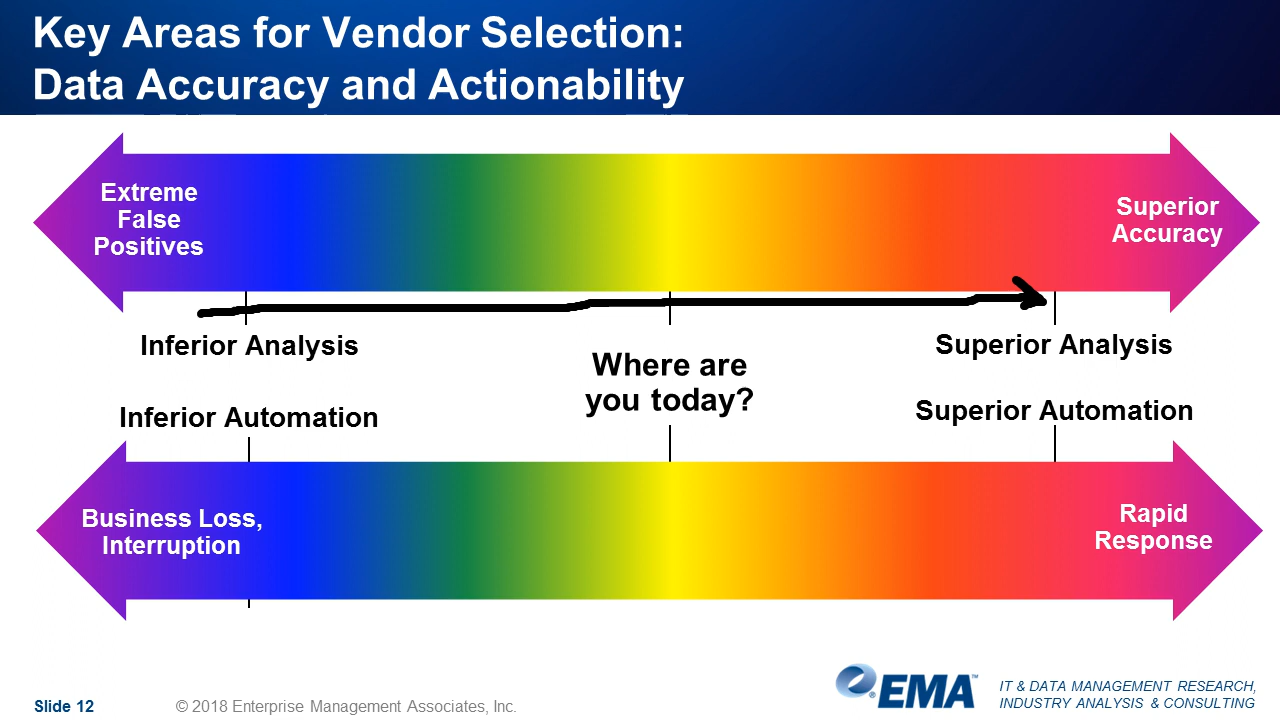 Key Areas for Vendor Selection:
Data Accuracy and Actionability
Extreme
False
Positives
Superior
Accuracy
Inferior Analysis
Superior Analysis
Where are
you today?
Inferior Automation
Superior Automation
Business Loss,
Interruption
Rapid
Response
Slide 12
© 2018 Enterprise Management Associates, Inc.
EMA™
IT & DATA MANAGEMENT RESEARCH,
INDUSTRY ANALYSIS & CONSULTING